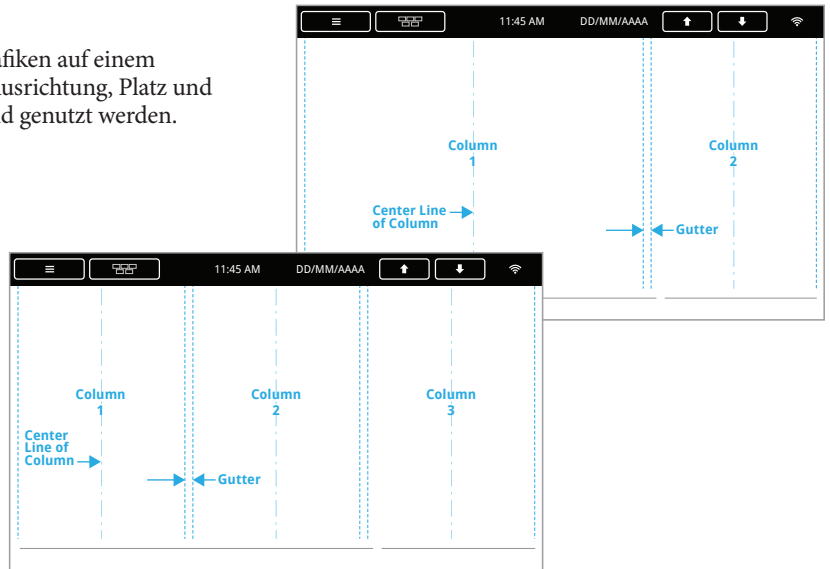 afiken auf einem
usrichtung, Platz und
d genutzt werden.
11:45 AM DD/MM/AAAA
Column
1
Column
2
Center Line
of Column
Gutter
11:45 AM DD/MM/AAAA
Column
1
Column
2
Column
3
Center
Line of
Column
Gutter